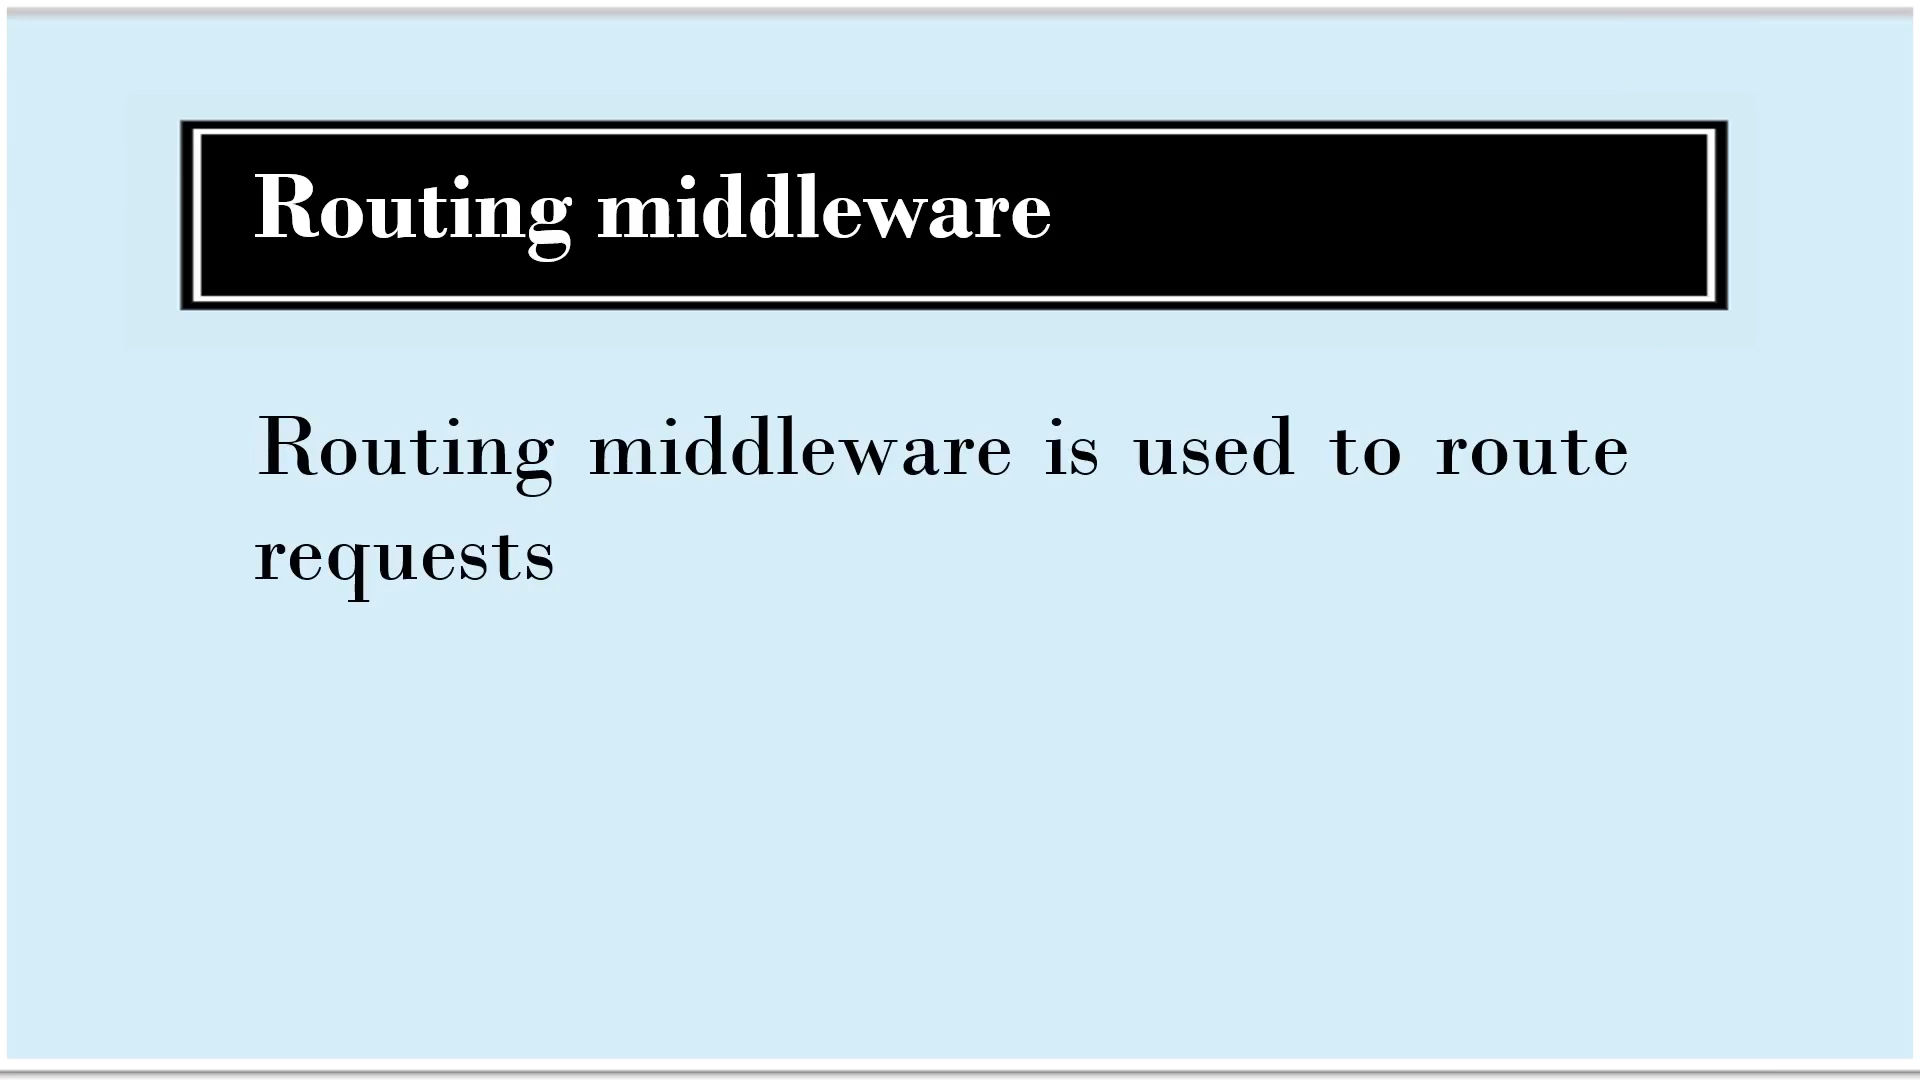 Routing middleware
Routing middleware is used to route
requests